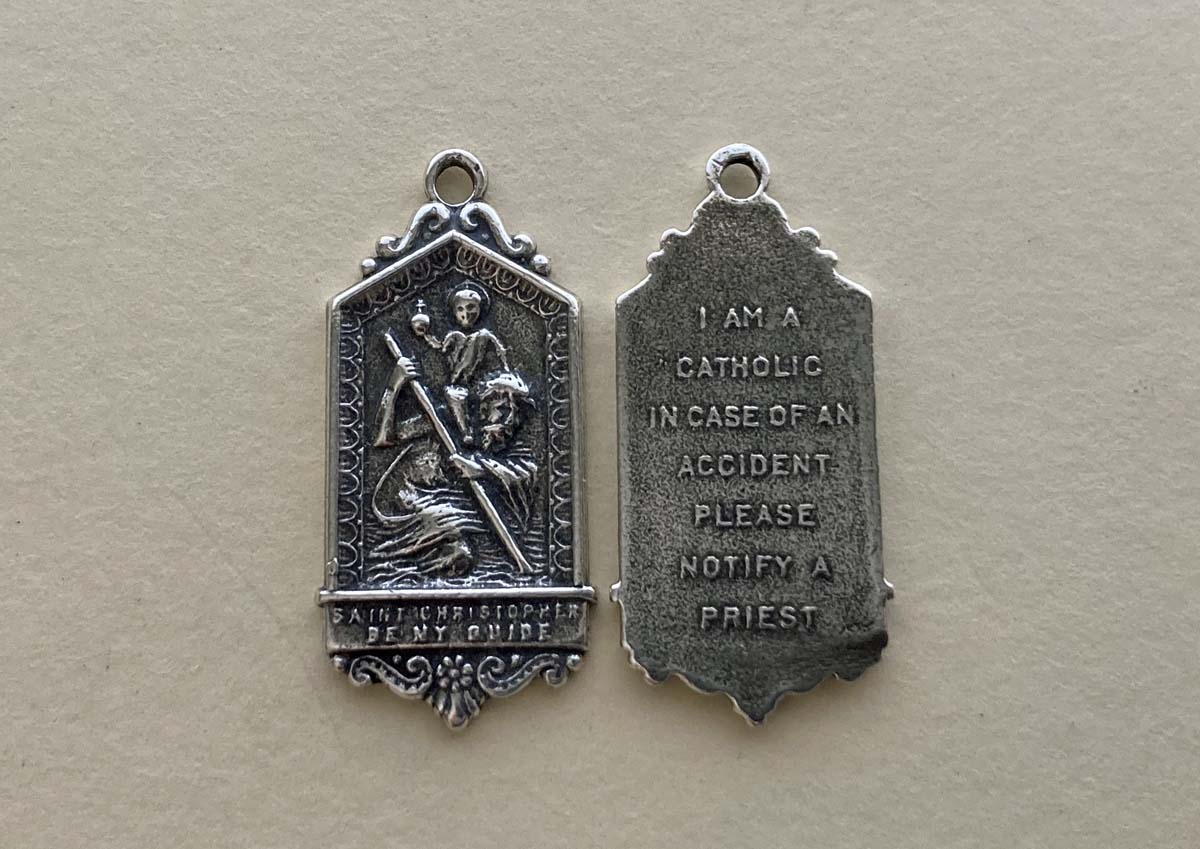 SAINT CHRISTOPHER
BE MY GUIDE
I AM A
CATHOLIC
IN CASE OF AN
ACCIDENT
PLEASE
NOTIFY A
PRIEST